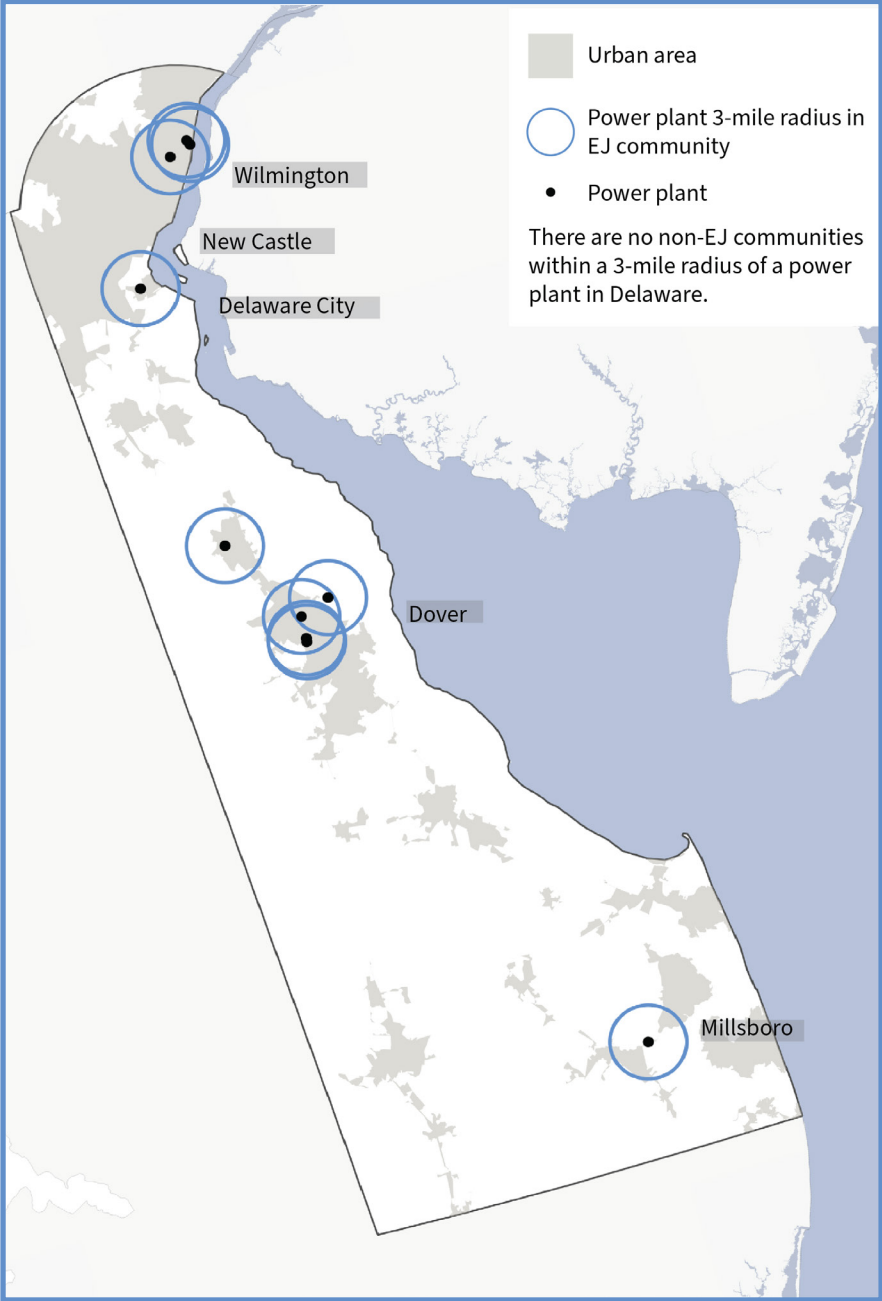 Urban area
Power plant 3-mile radius in
EJ community
Power plant
There are no non-EJ communities
within a 3-mile radius of a power
plant in Delaware.
Wilmington
New Castle
Delaware City
Dover
Millsboro